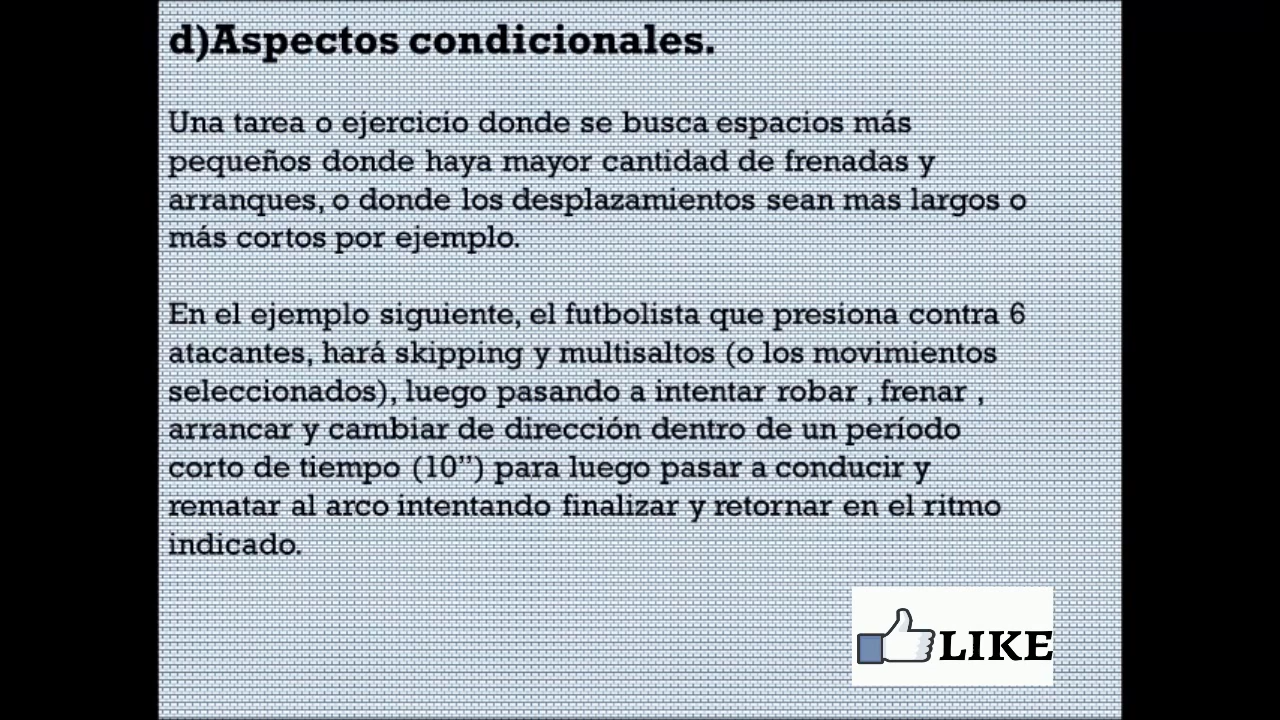 d)Aspectos condicionales.
Una tarea o ejercicio donde se busca espacios más
pequeños donde haya mayor cantidad de frenadas y
arranques, o donde los desplazamientos sean mas largos o
más cortos por ejemplo.
En el ejemplo siguiente, el futbolista que presiona contra 6
atacantes, hará skipping y multisaltos (o los movimientos
seleccionados), luego pasando a intentar robar , frenar ,
arrancar y cambiar de dirección dentro de un período
corto de tiempo (10”) para luego pasar a conducir y
rematar al arco intentando finalizar y retornar en el ritmo
indicado.
LIKE